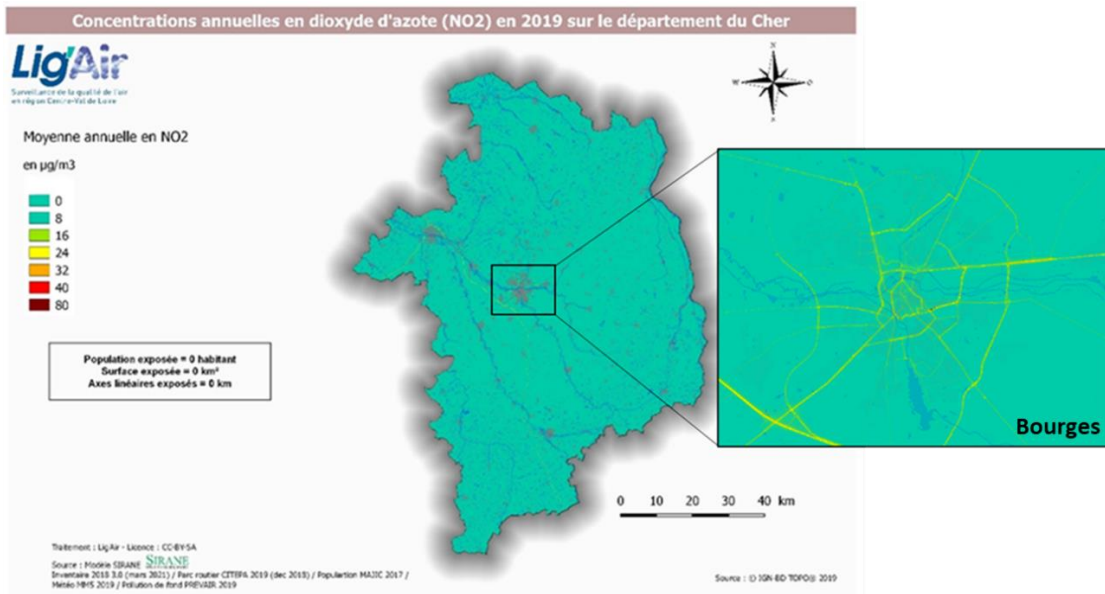 Concentrations annuelles en dioxyde d'azote (NO2) en 2019 sur le département du Cher
Lig'Air
Surveillance de la qualité de l'air
en région Centre-Val de Loire
N
W
O
S
Moyenne annuelle en NO2
en µg/m3
0
8
16
24
32
40
80
Population exposée = 0 habitant
Surface exposée = 0 km²
Axes linéaires exposés = 0 km
Bourges
0 10 20 30 40 km
Traitement : Lig'Air - Licence : CC-BY-SA
Source : Modèle SIRANE SIRANE
Inventaire 2018 3.0 (mars 2021) / Parc routier CITEPA 2019 (dec 2018) / Population MAJIC 2017 /
Météo MM5 2019 / Pollution de fond PREVAIR 2019
Source : © IGN-BD TOPO® 2019